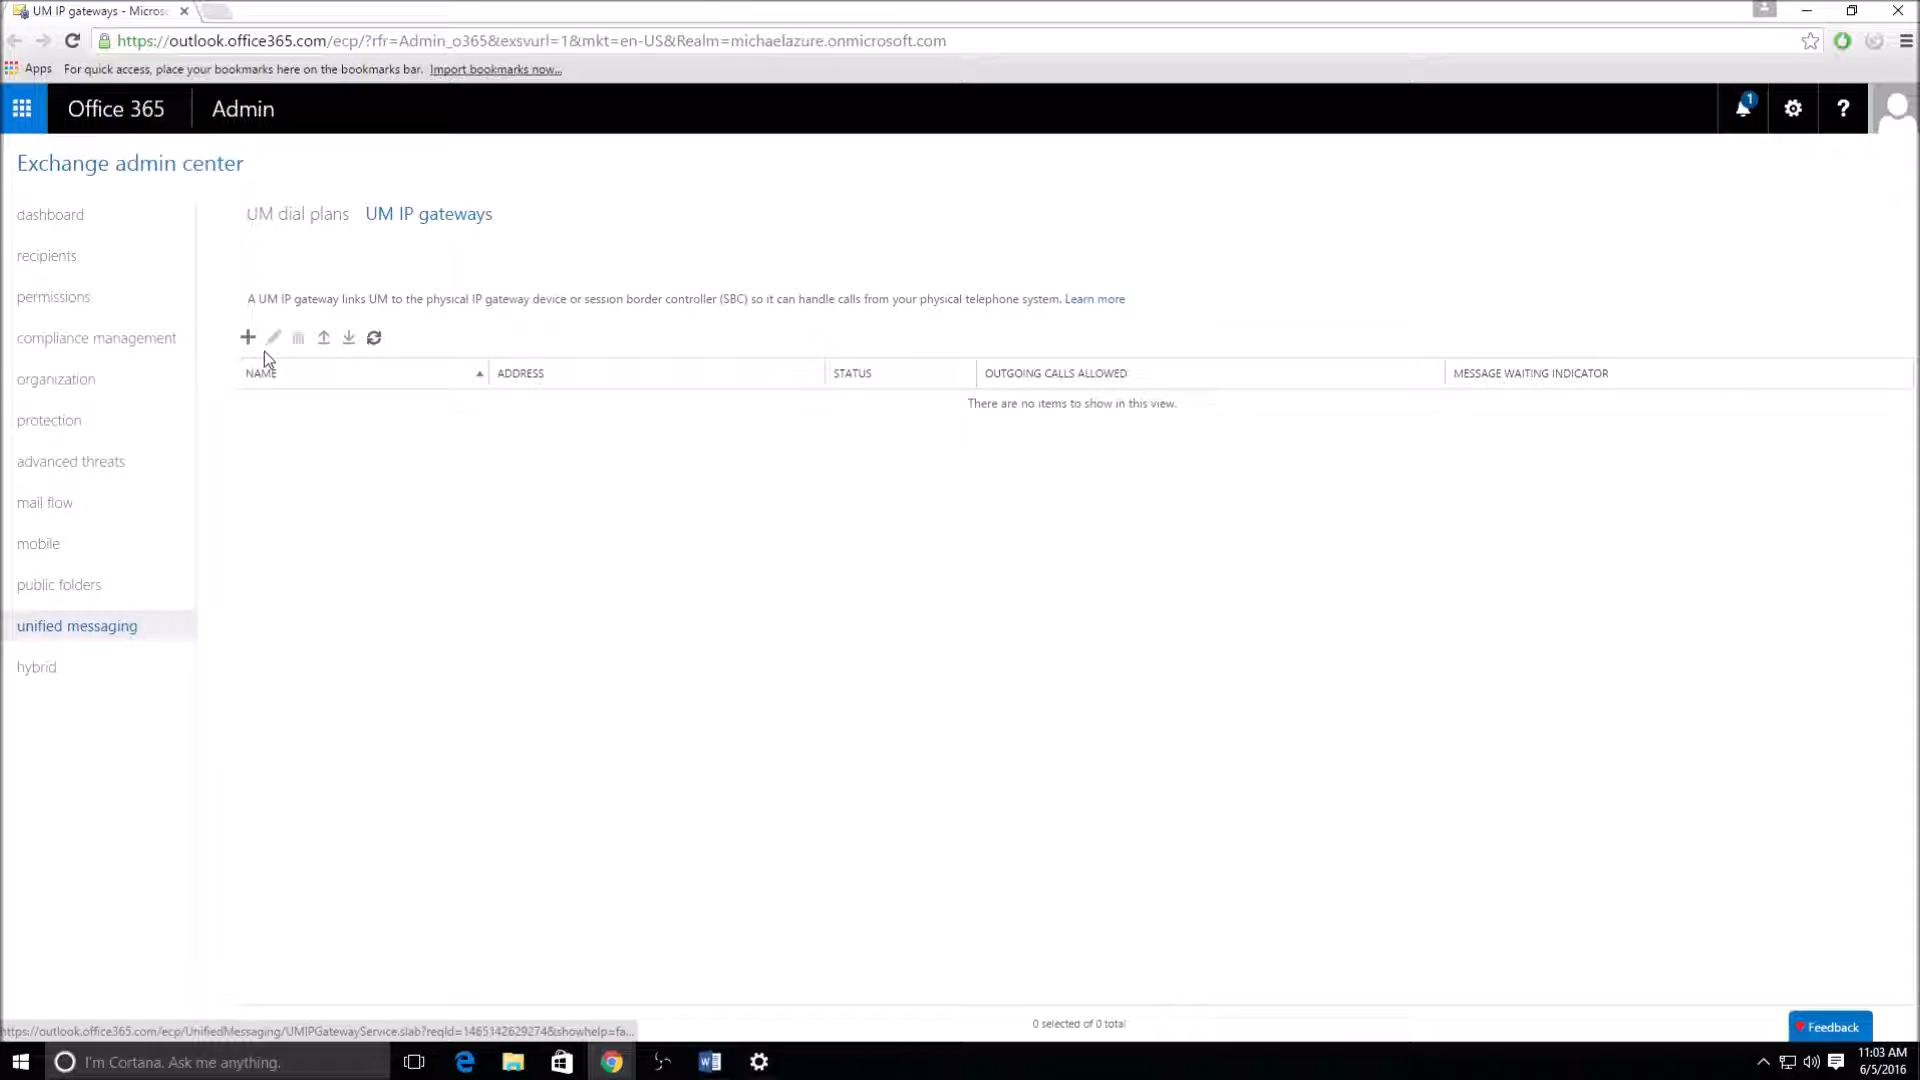 UM IP gateways - Micros
https://outlook.office365.com/ecp/?rfr=Admin_o365&exsvurl=1&mkt=en-US&Realm=michaelazure.onmicrosoft.com
Apps For quick access, place your bookmarks here on the bookmarks bar. Import bookmarks now...
Office 365 Admin
1
?
Exchange admin center
dashboard
recipients
permissions
compliance management
organization
protection
advanced threats
mail flow
mobile
public folders
unified messaging
hybrid
UM dial plans UM IP gateways
A UM IP gateway links UM to the physical IP gateway device or session border controller (SBC) so it can handle calls from your physical telephone system. Learn more
NAME ADDRESS STATUS OUTGOING CALLS ALLOWED MESSAGE WAITING INDICATOR
There are no items to show in this view.
0 selected of 0 total
Feedback
https://outlook.office365.com/ecp/UnifiedMessaging/UMIPGatewayService.slab?reqId=1465142629274&showhelp=fa...
I'm Cortana. Ask me anything.
11:03 AM
6/5/2016